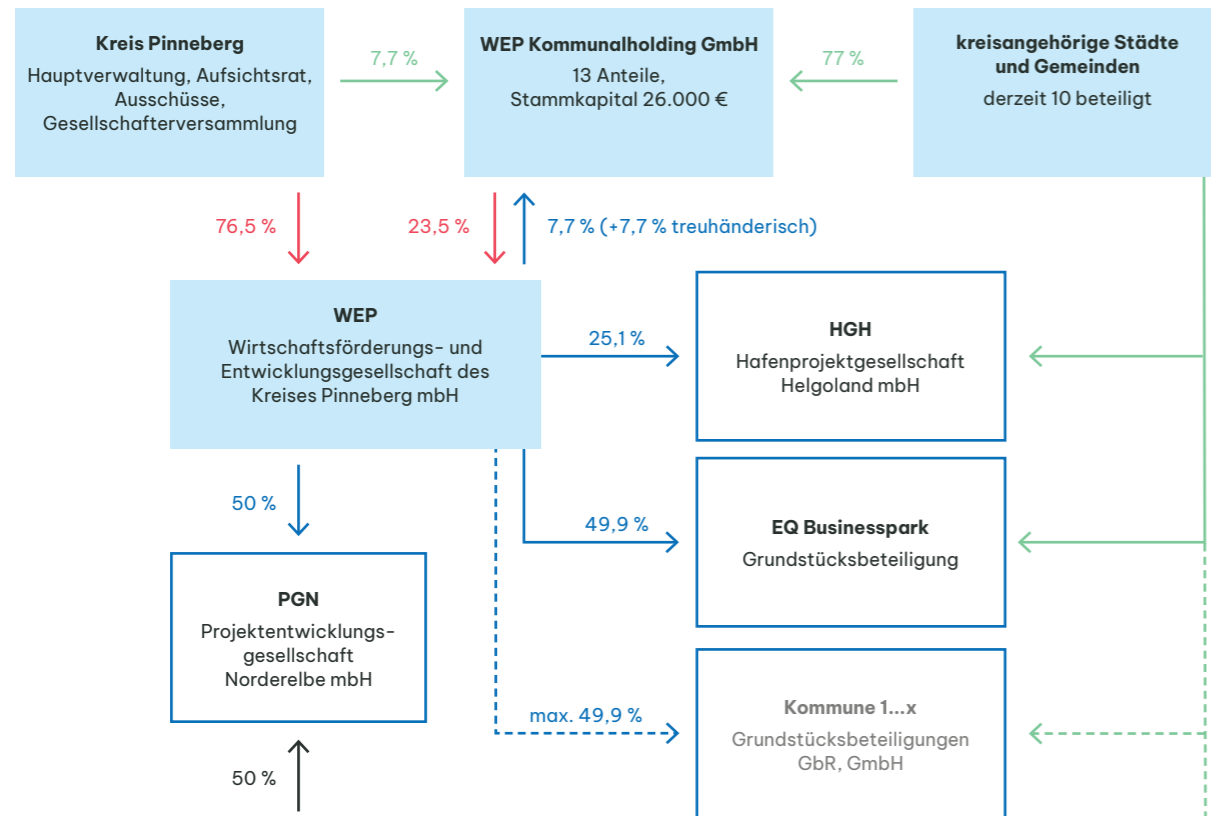 Kreis Pinneberg
Hauptverwaltung, Aufsichtsrat,
Ausschüsse,
Gesellschafterversammlung
7,7 %
WEP Kommunalholding GmbH
13 Anteile,
Stammkapital 26.000 €
77 %
kreisangehörige Städte
und Gemeinden
derzeit 10 beteiligt
76,5 %
23,5 %
7,7 % (+7,7 % treuhänderisch)
WEP
Wirtschaftsförderungs- und
Entwicklungsgesellschaft des
Kreises Pinneberg mbH
25,1 %
HGH
Hafenprojektgesellschaft
Helgoland mbH
50 %
49,9 %
EQ Businesspark
Grundstücksbeteiligung
PGN
Projektentwicklungs-
gesellschaft
Norderelbe mbH
max. 49,9 %
Kommune 1...x
Grundstücksbeteiligungen
GbR, GmbH
50 %